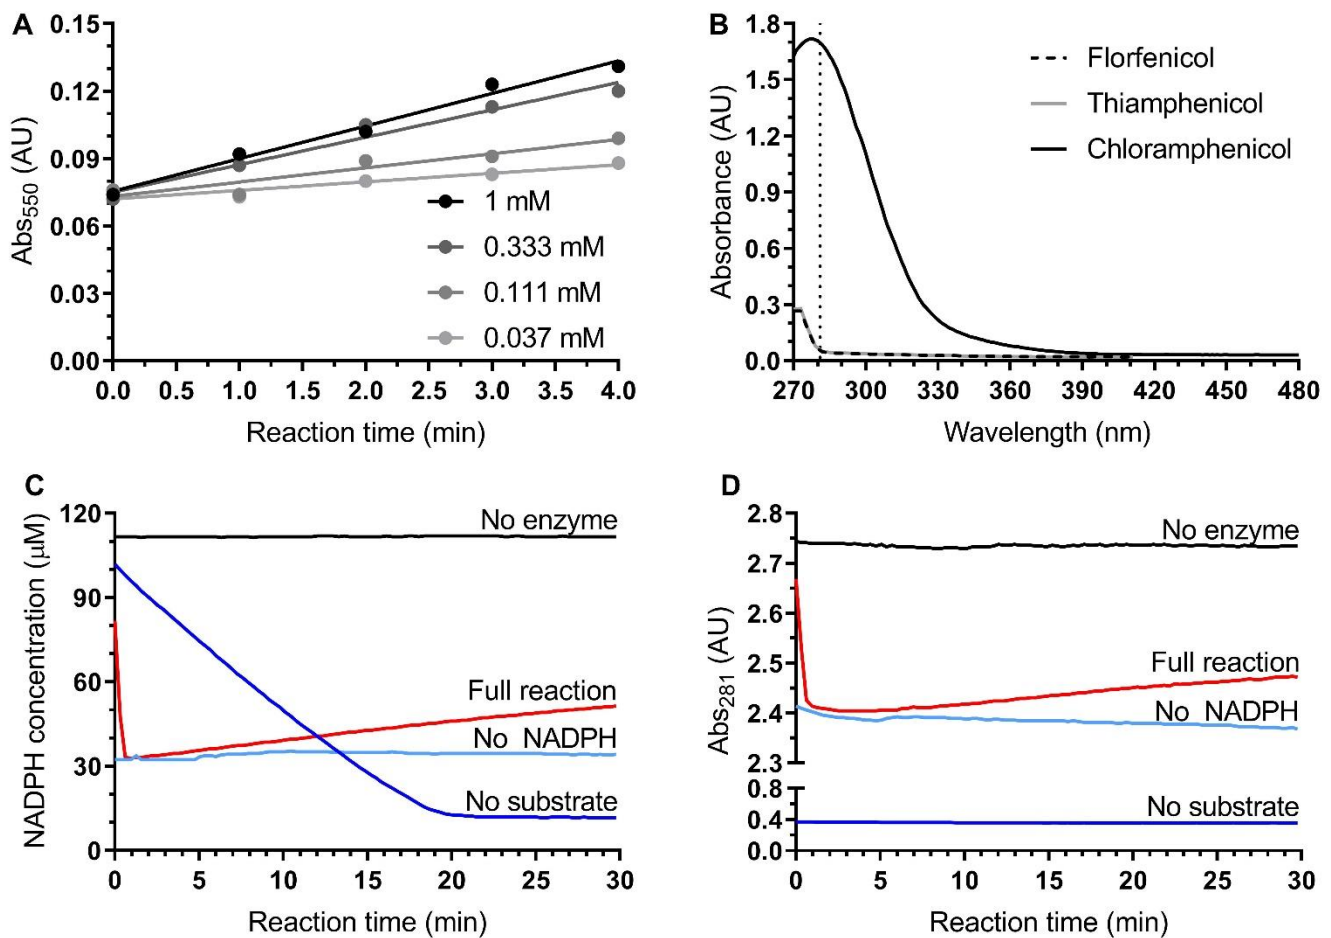 A
0.15
0.12
0.09
0.06
0.03
0.00
Abs550 (AU)
1 mM
0.333 mM
0.111 mM
0.037 mM
0.0 0.5 1.0 1.5 2.0 2.5 3.0 3.5 4.0
Reaction time (min)
B
1.8
1.5
1.2
0.9
0.6
0.3
0.0
Absorbance (AU)
Florfenicol
Thiamphenicol
Chloramphenicol
270 300 330 360 390 420 450 480
Wavelength (nm)
C
120
90
60
30
0
NADPH concentration (μM)
No enzyme
Full reaction
No NADPH
No substrate
0 5 10 15 20 25 30
Reaction time (min)
D
2.8
2.7
2.6
2.5
2.4
2.3
0.8
0.4
0.0
Abs281 (AU)
No enzyme
Full reaction
No NADPH
No substrate
0 5 10 15 20 25 30
Reaction time (min)